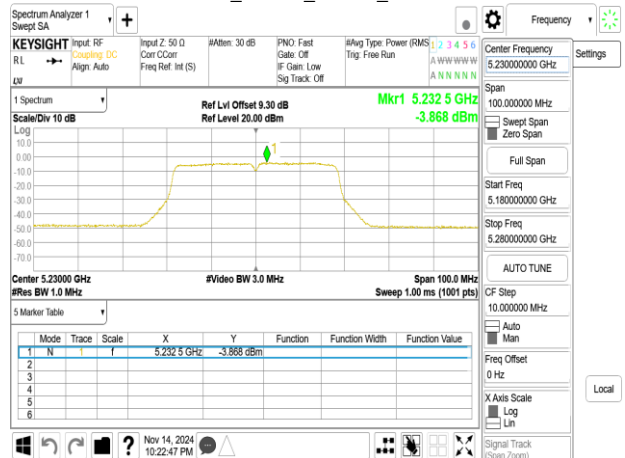 Spectrum Analyzer 1
Swept SA
+
Frequency
KEYSIGHT
RL
Input: RF
Coupling: DC
Align: Auto
Input Z: 50 Ω
Corr CCorr
Freq Ref: Int (S)
#Atten: 30 dB
PNO: Fast
Gate: Off
IF Gain: Low
Sig Track: Off
#Avg Type: Power (RMS
Trig: Free Run
1 2 3 4 5 6
A WWWWW
A N N N N N
Center Frequency
5.230000000 GHz
Settings
Span
100.000000 MHz
Swept Span
Zero Span
Full Span
Start Freq
5.180000000 GHz
Stop Freq
5.280000000 GHz
AUTO TUNE
CF Step
10.000000 MHz
Auto
Man
Freq Offset
0 Hz
X Axis Scale
Log
Lin
Signal Track
(Span Zoom)
Local
1 Spectrum
Scale/Div 10 dB
Ref Lvl Offset 9.30 dB
Ref Level 20.00 dBm
Mkr1 5.232 5 GHz
-3.868 dBm
Log
10.0
0.00
-10.0
-20.0
-30.0
-40.0
-50.0
-60.0
-70.0
1
Center 5.23000 GHz
#Res BW 1.0 MHz
#Video BW 3.0 MHz
Span 100.0 MHz
Sweep 1.00 ms (1001 pts)
5 Marker Table
Mode Trace Scale X Y Function Function Width Function Value
1 N 1 f 5.232 5 GHz -3.868 dBm
2
3
4
5
6
?
Nov 14, 2024
10:22:47 PM